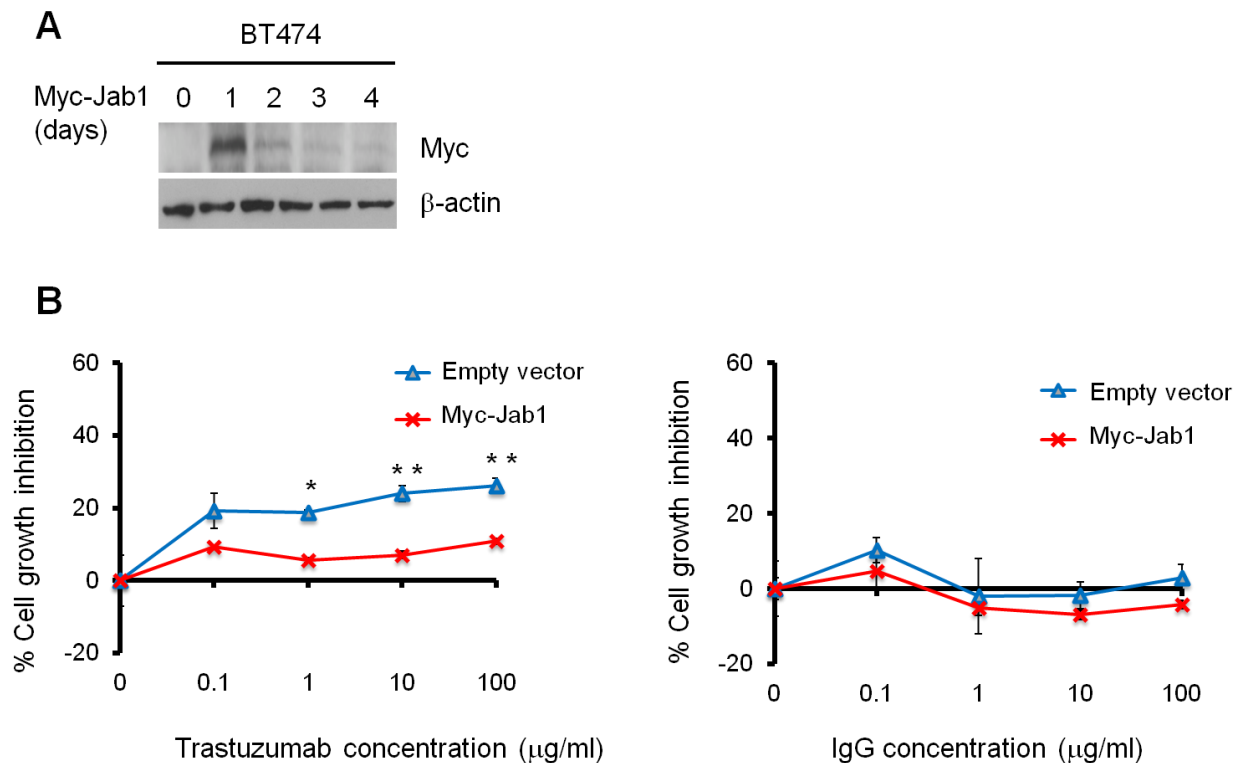 A
BT474
Myc-Jab1 0 1 2 3 4
(days)
Myc
β-actin
B
60
40
20
0
-20
% Cell growth inhibition
Empty vector
Myc-Jab1
*
* *
* *
0 0.1 1 10 100
Trastuzumab concentration (μg/ml)
60
40
20
0
-20
% Cell growth inhibition
Empty vector
Myc-Jab1
0 0.1 1 10 100
IgG concentration (μg/ml)